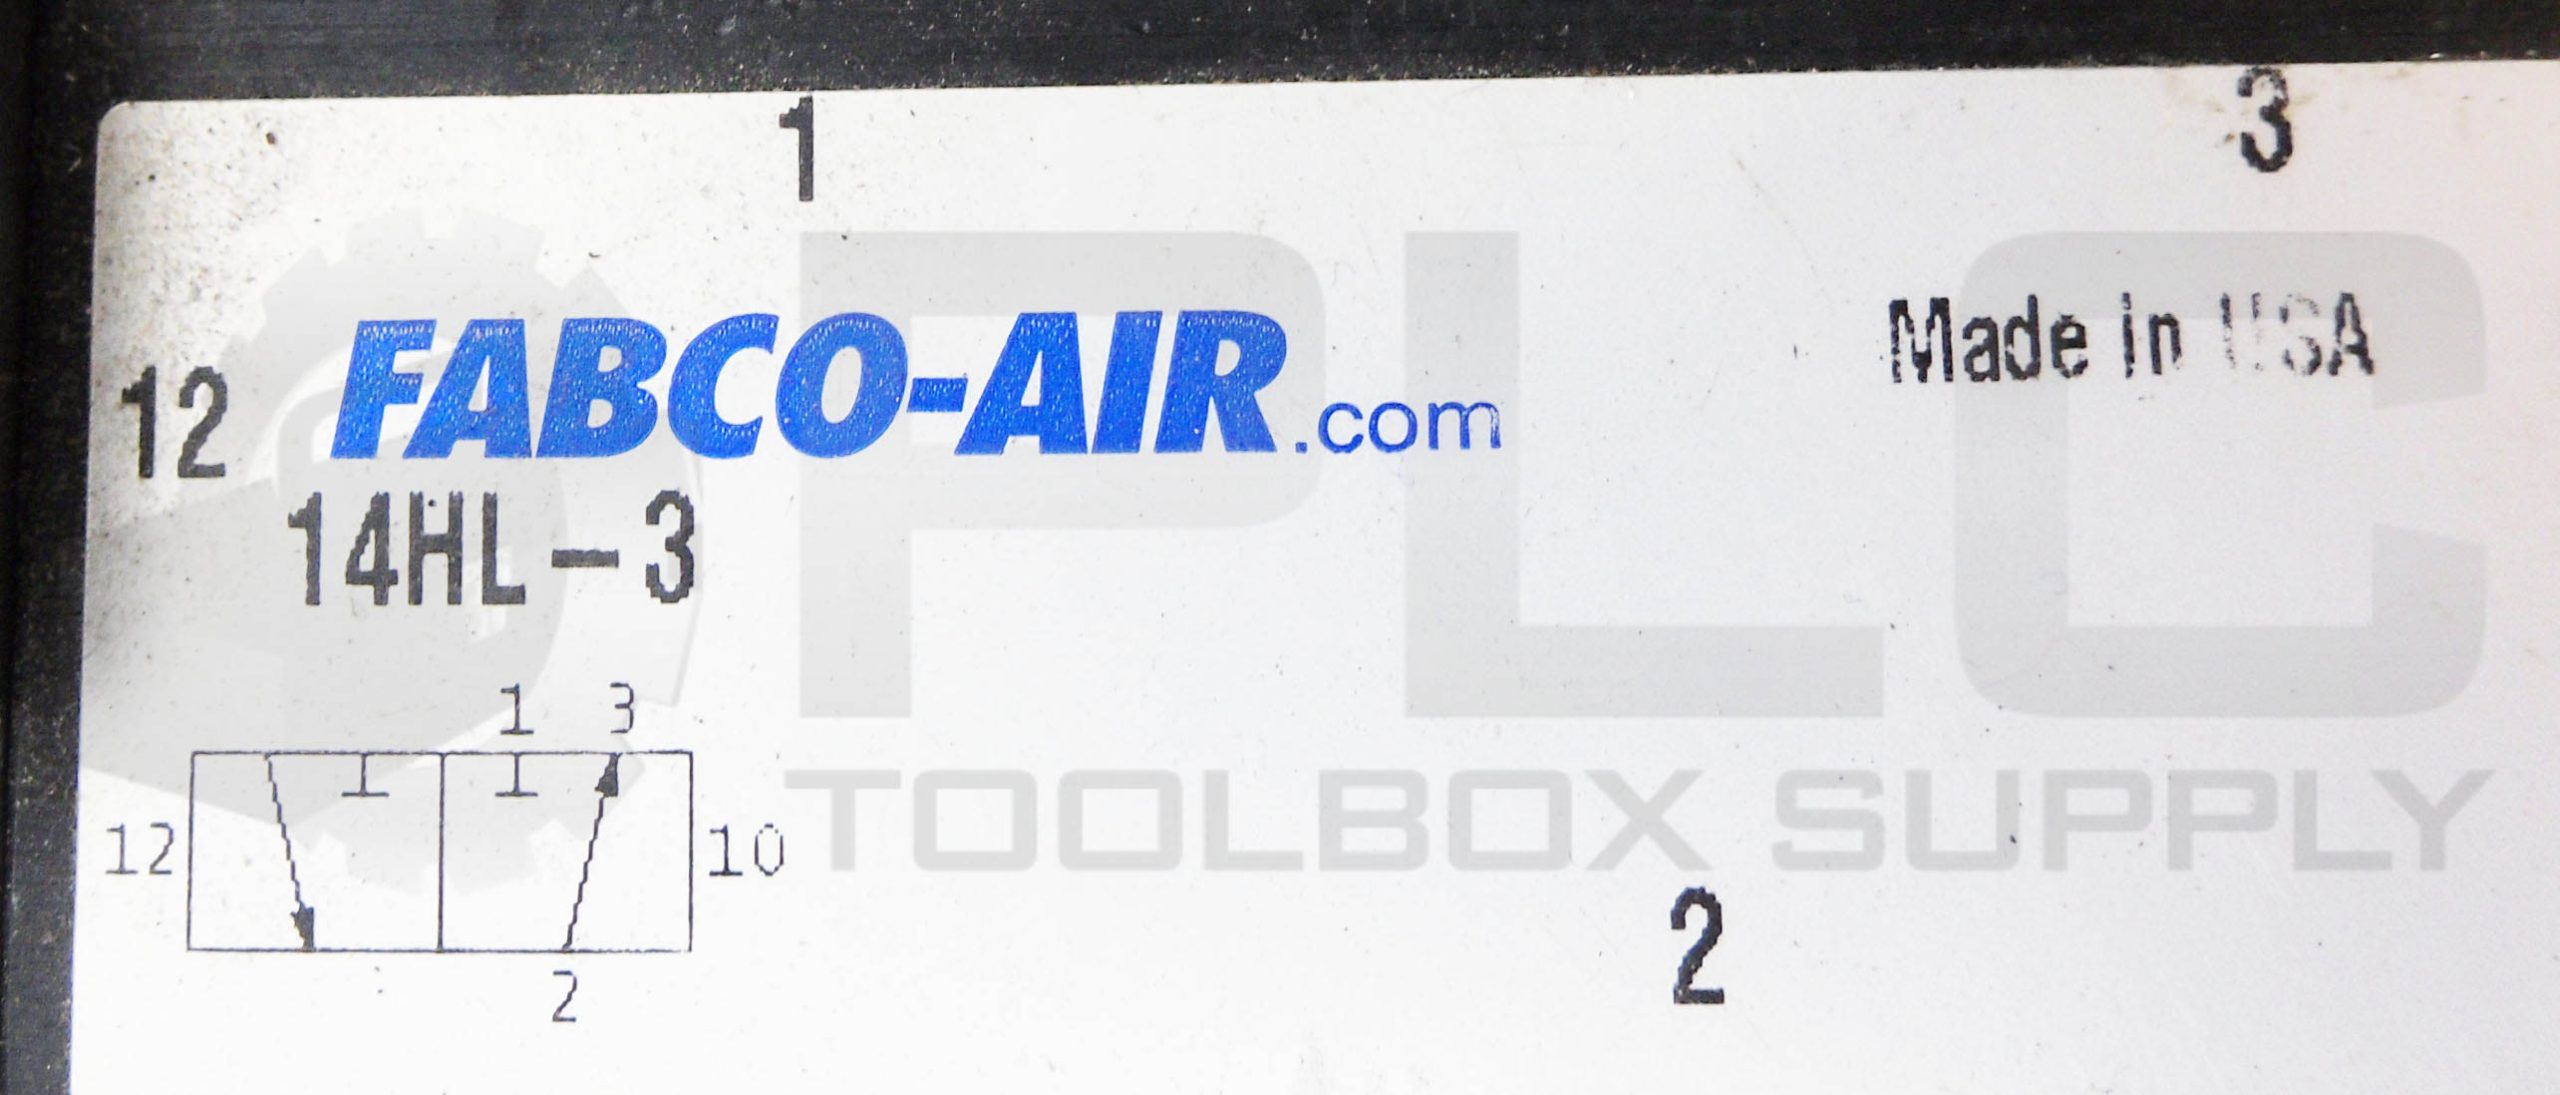 1
3
FABCO-AIR.com
Made in USA
12
14HL-3
PLC
1 3
12
10
TOOLBOX SUPPLY
2
2